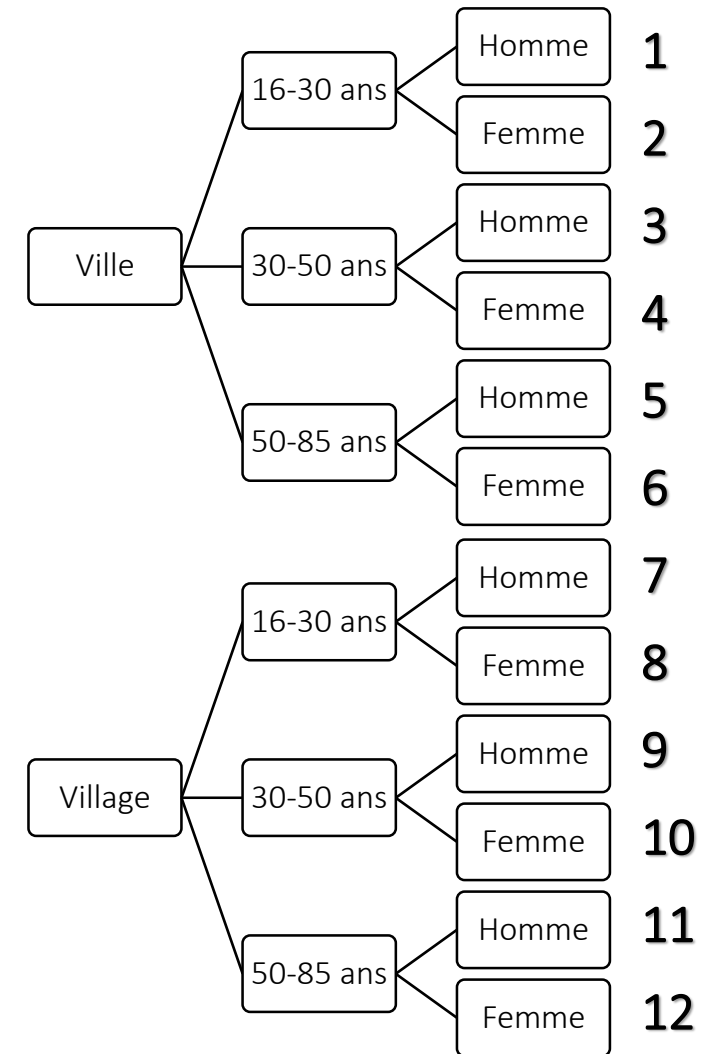 Homme 1
16-30 ans
Femme 2
Homme 3
Ville 30-50 ans
Femme 4
Homme 5
50-85 ans
Femme 6
Homme 7
16-30 ans
Femme 8
Homme 9
Village 30-50 ans
Femme 10
Homme 11
50-85 ans
Femme 12